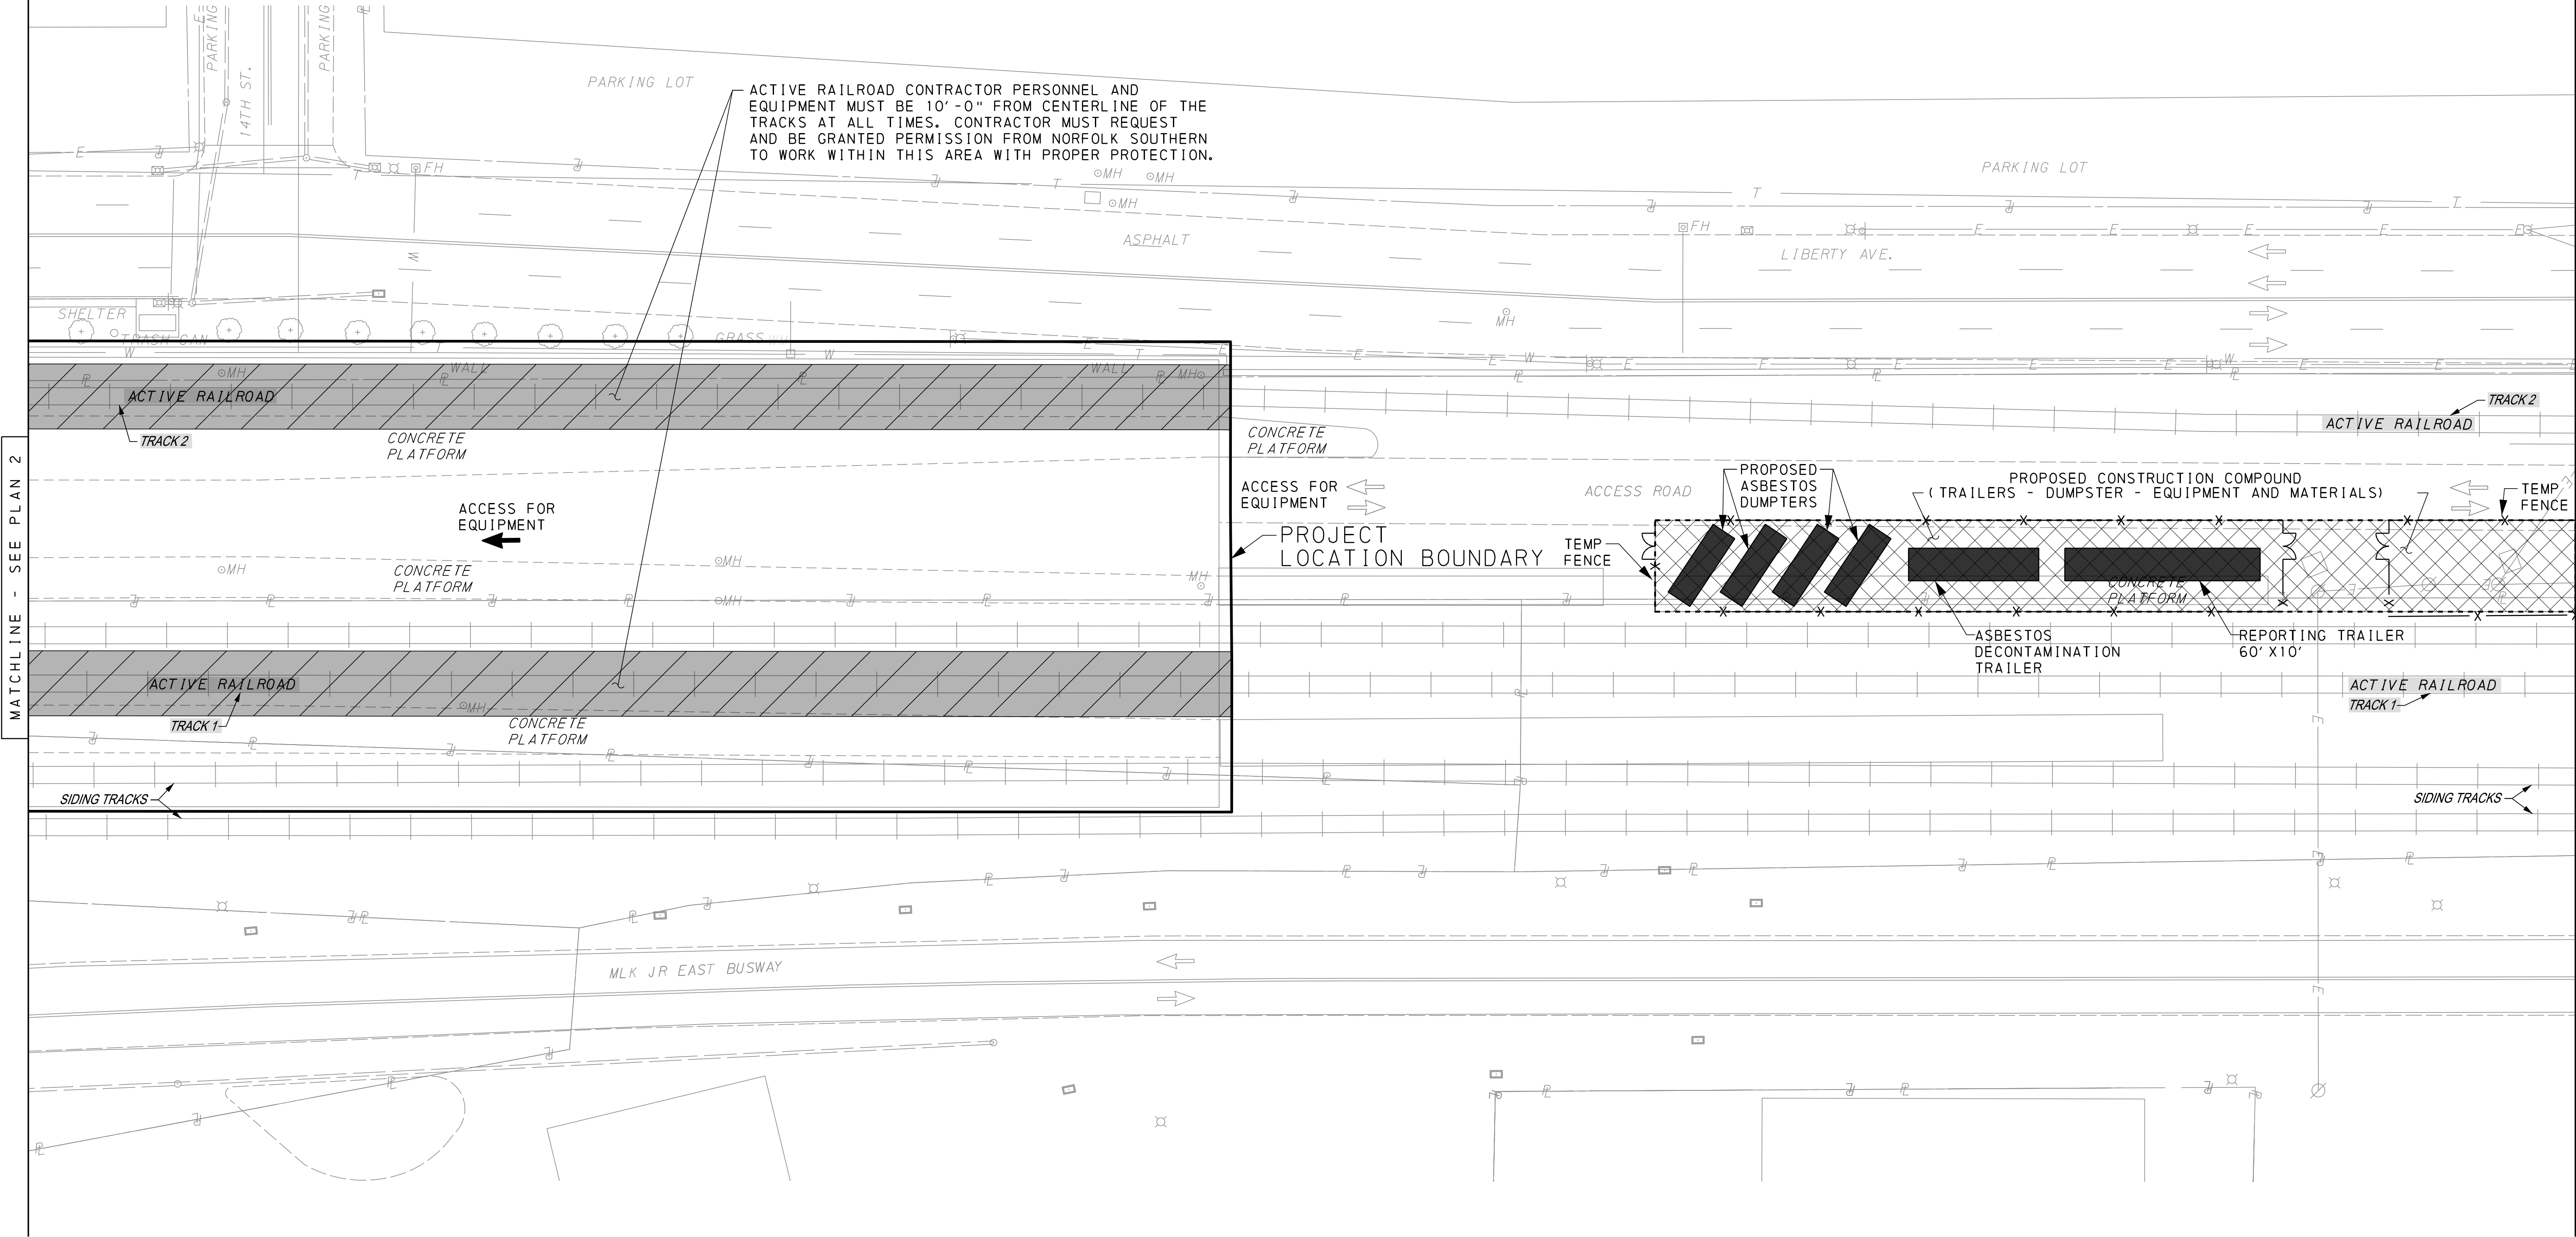 PARKING
PARKING
14TH ST.
PARKING LOT
ACTIVE RAILROAD CONTRACTOR PERSONNEL AND
EQUIPMENT MUST BE 10'-0" FROM CENTERLINE OF THE
TRACKS AT ALL TIMES. CONTRACTOR MUST REQUEST
AND BE GRANTED PERMISSION FROM NORFOLK SOUTHERN
TO WORK WITHIN THIS AREA WITH PROPER PROTECTION.
PARKING LOT
FH
MH
MH
MH
FH
ASPHALT
LIBERTY AVE.
SHELTER
TRASH CAN
GRASS
MH
MH
WALL
WALL
MH
ACTIVE RAILROAD
TRACK 2
TRACK 2
ACTIVE RAILROAD
CONCRETE
PLATFORM
CONCRETE
PLATFORM
MATCHLINE - SEE PLAN 2
ACCESS FOR
EQUIPMENT
ACCESS FOR
EQUIPMENT
ACCESS ROAD
PROPOSED
ASBESTOS
DUMPTERS
PROPOSED CONSTRUCTION COMPOUND
(TRAILERS - DUMPSTER - EQUIPMENT AND MATERIALS)
TEMP
FENCE
PROJECT
LOCATION BOUNDARY
TEMP
FENCE
MH
MH
CONCRETE
PLATFORM
MH
MH
CONCRETE
PLATFORM
ASBESTOS
DECONTAMINATION
TRAILER
REPORTING TRAILER
60'X10'
ACTIVE RAILROAD
TRACK 1
MH
CONCRETE
PLATFORM
ACTIVE RAILROAD
TRACK 1
SIDING TRACKS
SIDING TRACKS
MLK JR EAST BUSWAY